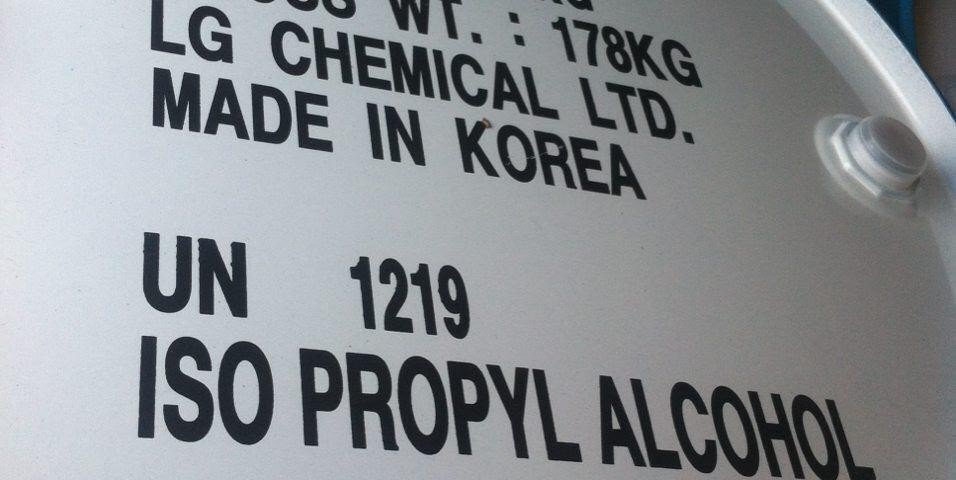 WT. : 178KG
LG CHEMICAL LTD.
MADE IN KOREA
UN 1219
ISO PROPYL ALCOHOL